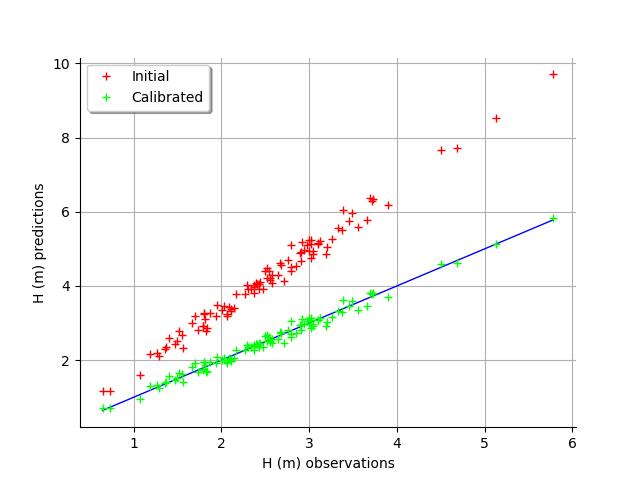 10
8
6
4
2
H (m) predictions
Initial
Calibrated
1 2 3 4 5 6
H (m) observations